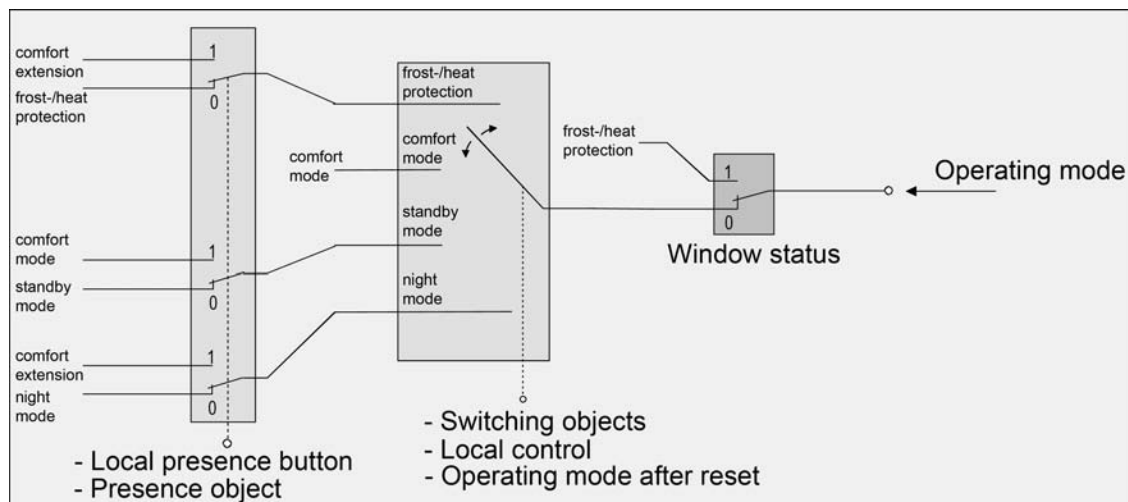 comfort
extension
1
frost-/heat
protection
0
comfort
mode
1
standby
mode
0
comfort
extension
1
night
mode
0
- Local presence button
- Presence object
comfort
mode
frost-/heat
protection
comfort
mode
standby
mode
night
mode
- Switching objects
- Local control
- Operating mode after reset
frost-/heat
protection
1
0
Window status
Operating mode